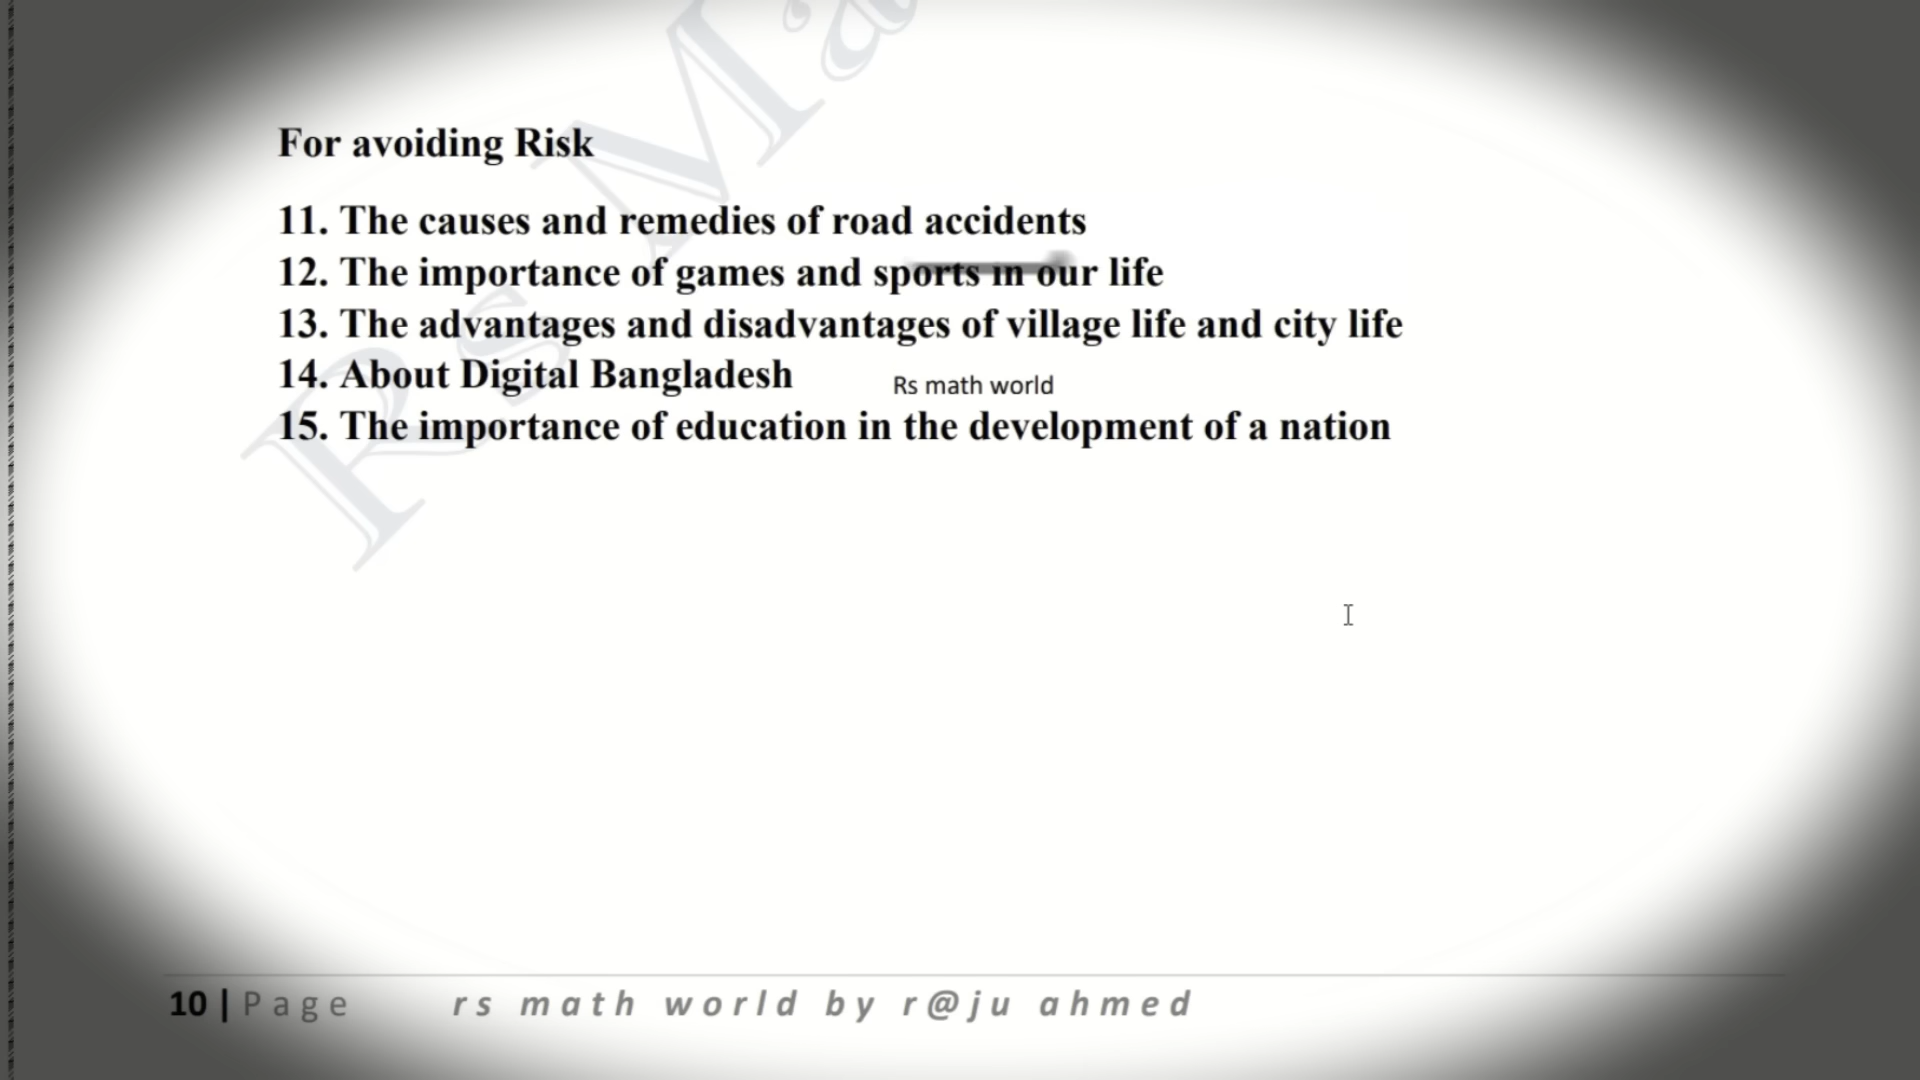 For avoiding Risk
11. The causes and remedies of road accidents
12. The importance of games and sports in our life
13. The advantages and disadvantages of village life and city life
14. About Digital Bangladesh
Rs math world
15. The importance of education in the development of a nation
Rs Ma
10 | Page rs math world by r@ju ahmed